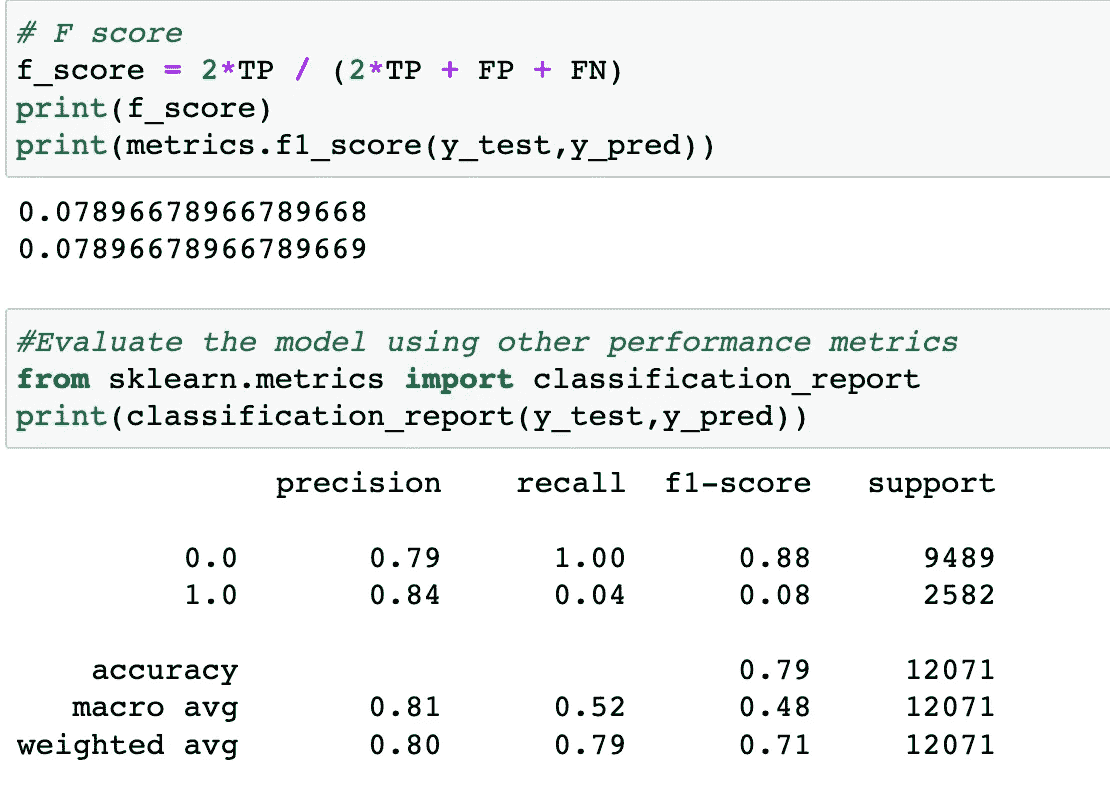 # F score
f_score = 2*TP / (2*TP + FP + FN)
print(f_score)
print(metrics.f1_score(y_test,y_pred))
0.07896678966789668
0.07896678966789669
#Evaluate the model using other performance metrics
from sklearn.metrics import classification_report
print(classification_report(y_test,y_pred))
precision recall f1-score support
0.0 0.79 1.00 0.88 9489
1.0 0.84 0.04 0.08 2582
accuracy 0.79 12071
macro avg 0.81 0.52 0.48 12071
weighted avg 0.80 0.79 0.71 12071